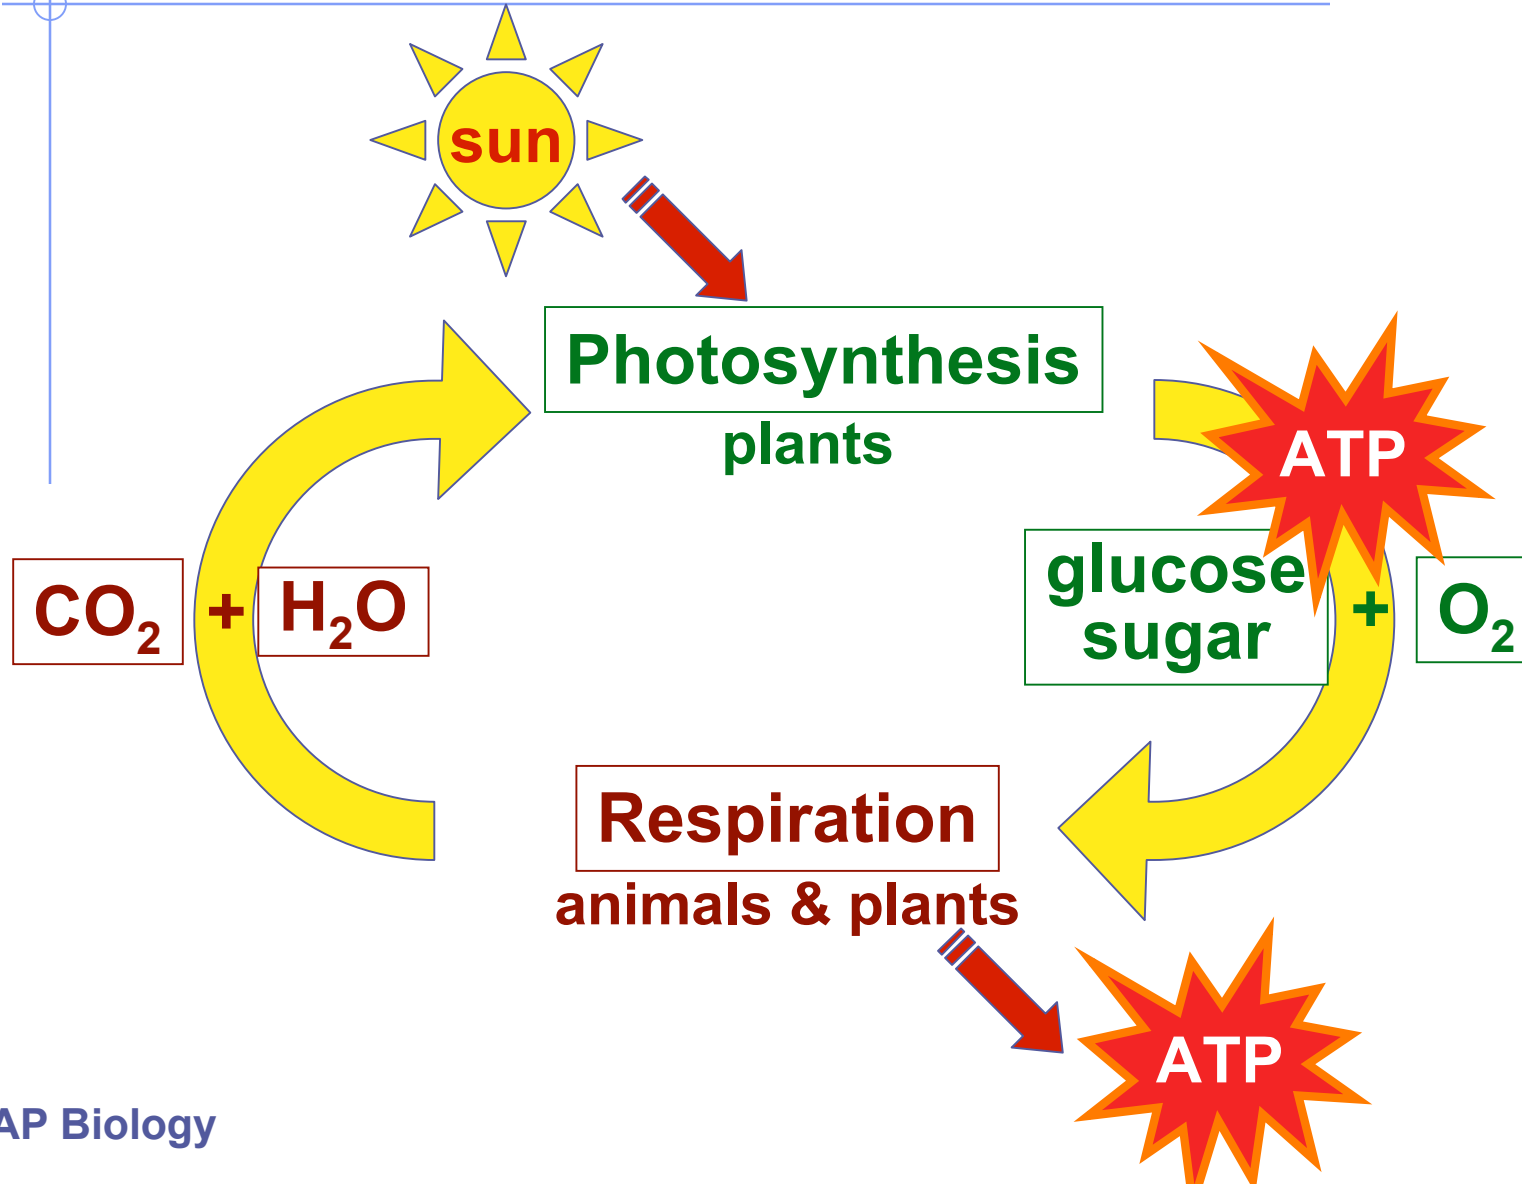 sun
Photosynthesis
plants
ATP
CO₂ + H₂O
glucose
sugar
+ O₂
Respiration
animals & plants
ATP
AP Biology